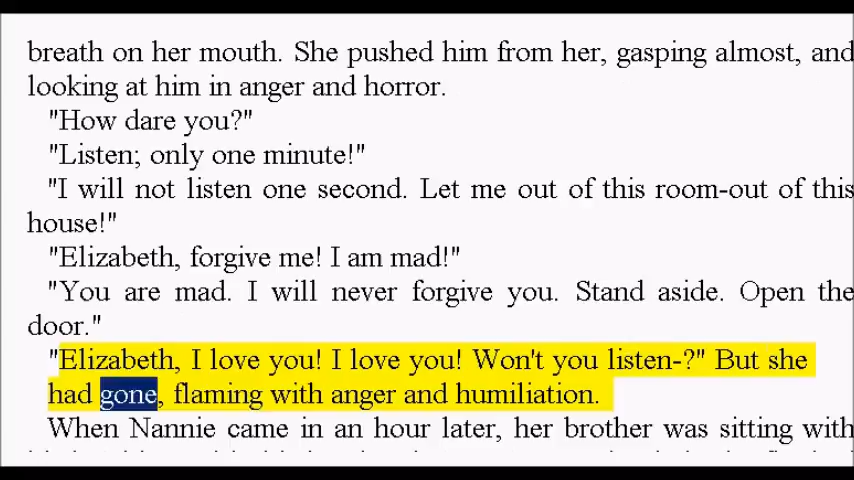 breath on her mouth. She pushed him from her, gasping almost, and
looking at him in anger and horror.
"How dare you?"
"Listen; only one minute!"
"I will not listen one second. Let me out of this room-out of this
house!"
"Elizabeth, forgive me! I am mad!"
"You are mad. I will never forgive you. Stand aside. Open the
door."
"Elizabeth, I love you! I love you! Won't you listen-?" But she
had gone, flaming with anger and humiliation.
When Nannie came in an hour later, her brother was sitting with